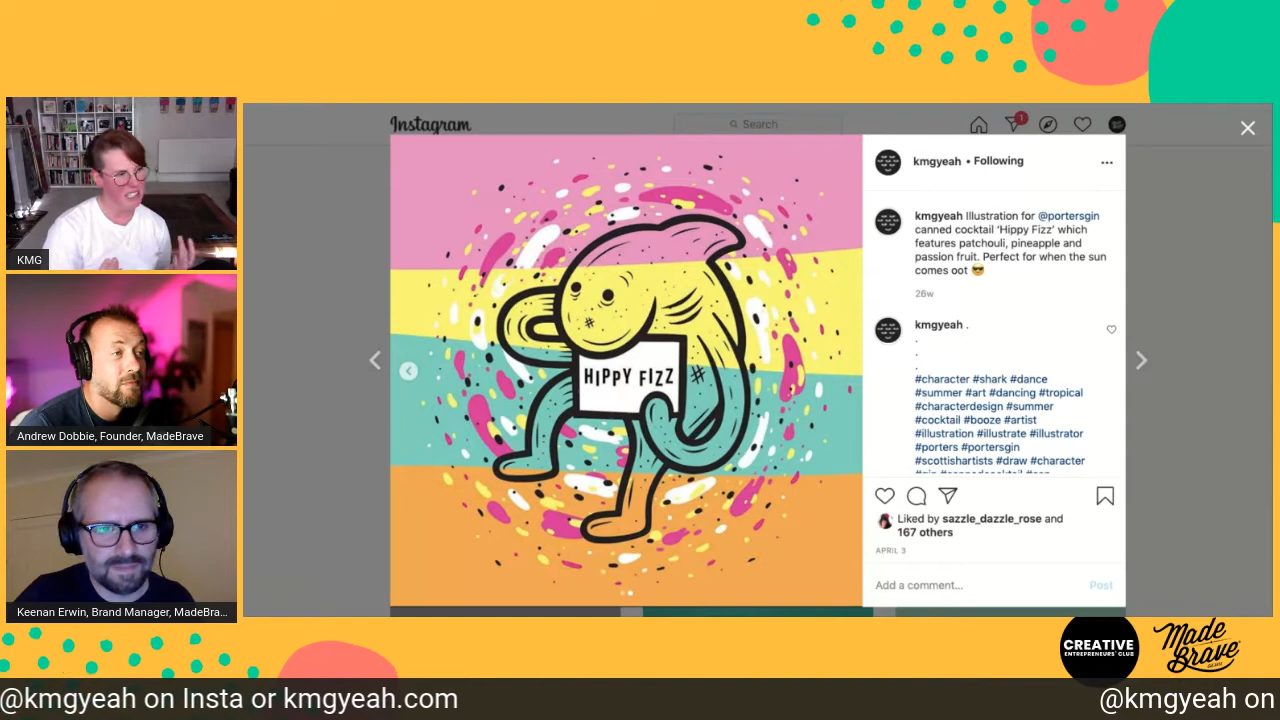 KMG
Andrew Dobbie, Founder, MadeBrave
Keenan Erwin, Brand Manager, MadeBra...
Instagram
Search
1
HIPPY FIZZ
kmgyeah • Following
kmgyeah Illustration for @portersgin
canned cocktail ‘Hippy Fizz’ which
features patchouli, pineapple and
passion fruit. Perfect for when the sun
comes oot 😎
26w
kmgyeah .
.
.
.
#character #shark #dance
#summer #art #dancing #tropical
#characterdesign #summer
#cocktail #booze #artist
#illustration #illustrate #illustrator
#porters #portersgin
#scottishartists #draw #character
Liked by sazzle_dazzle_rose and
167 others
APRIL 3
Add a comment... Post
CREATIVE
ENTREPRENEURS' CLUB
Made
Brave
@kmgyeah on Insta or kmgyeah.com
@kmgyeah on